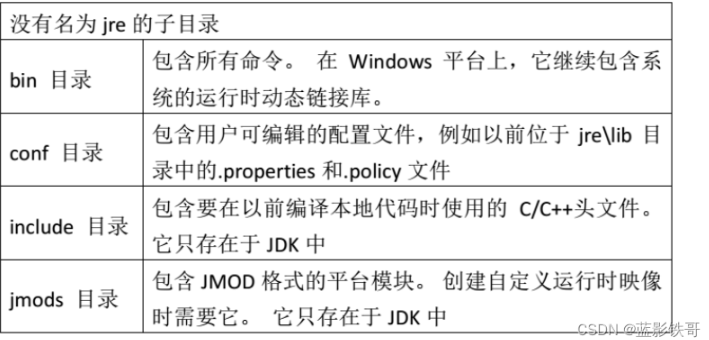 没有名为 jre 的子目录
bin 目录
包含所有命令。 在 Windows 平台上，它继续包含系
统的运行时动态链接库。
conf 目录
包含用户可编辑的配置文件，例如以前位于 jre\lib 目
录中的.properties 和.policy 文件
include 目录
包含要在以前编译本地代码时使用的 C/C++头文件。
它只存在于 JDK 中
jmods 目录
包含 JMOD 格式的平台模块。 创建自定义运行时映像
时需要它。 它只存在于 JDK 中
CSDN @蓝影铁哥